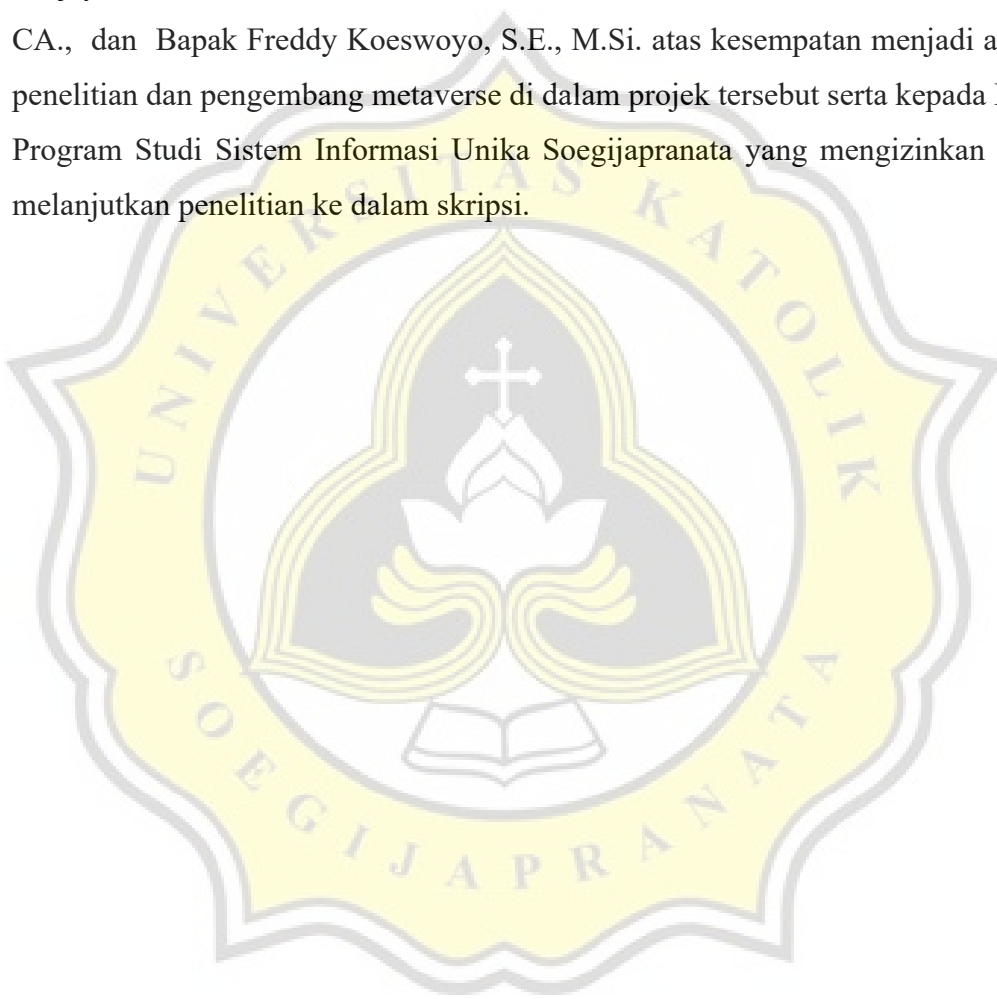 CA., dan Bapak Freddy Koeswoyo, S.E., M.Si. atas kesempatan menjadi
penelitian dan pengembang metaverse di dalam projek tersebut serta kepada
Program Studi Sistem Informasi Unika Soegijapranata yang mengizinkan
melanjutkan penelitian ke dalam skripsi.
UNIVERSITAS KATOLIK
SOEGIJAPRANATA